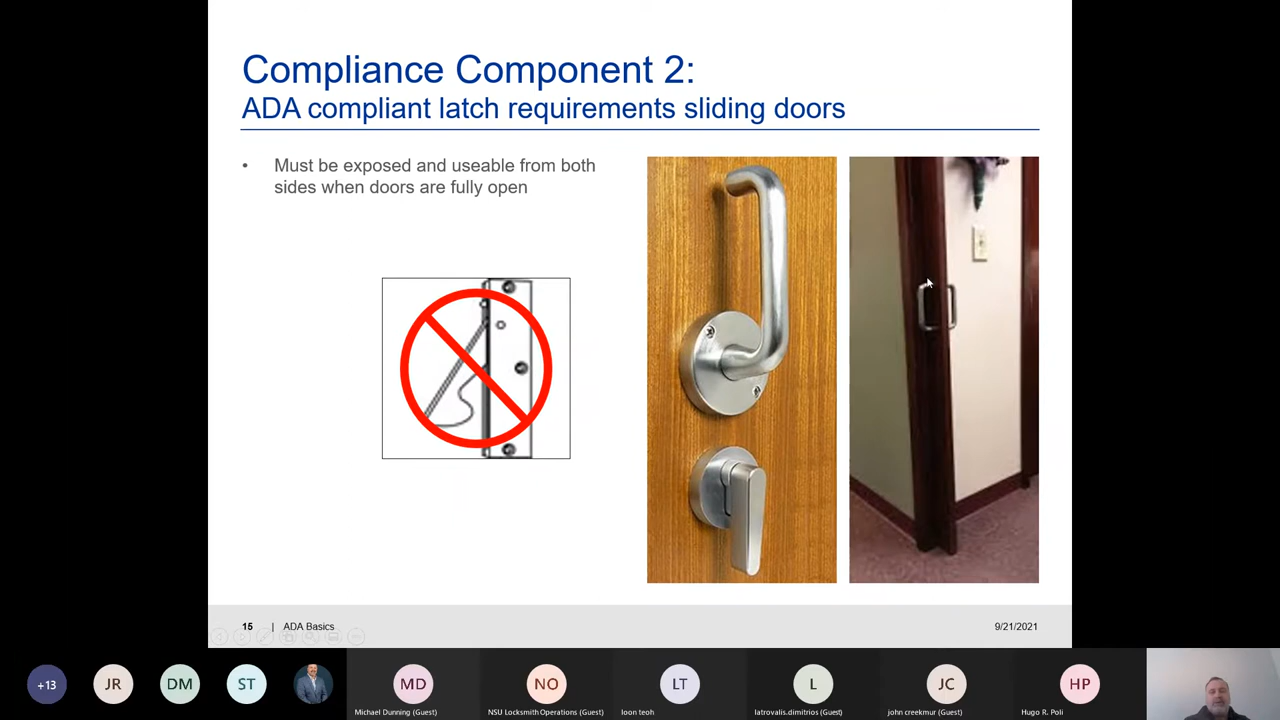 Compliance Component 2:
ADA compliant latch requirements sliding doors
• Must be exposed and useable from both
sides when doors are fully open
15 | ADA Basics 9/21/2021
+13 JR DM ST MD NO LT L JC HP
Michael Dunning (Guest) NSU Locksmith Operations (Guest) loon teoh Iatrovalis.dimitrios (Guest) john creekmur (Guest) Hugo R. Poli